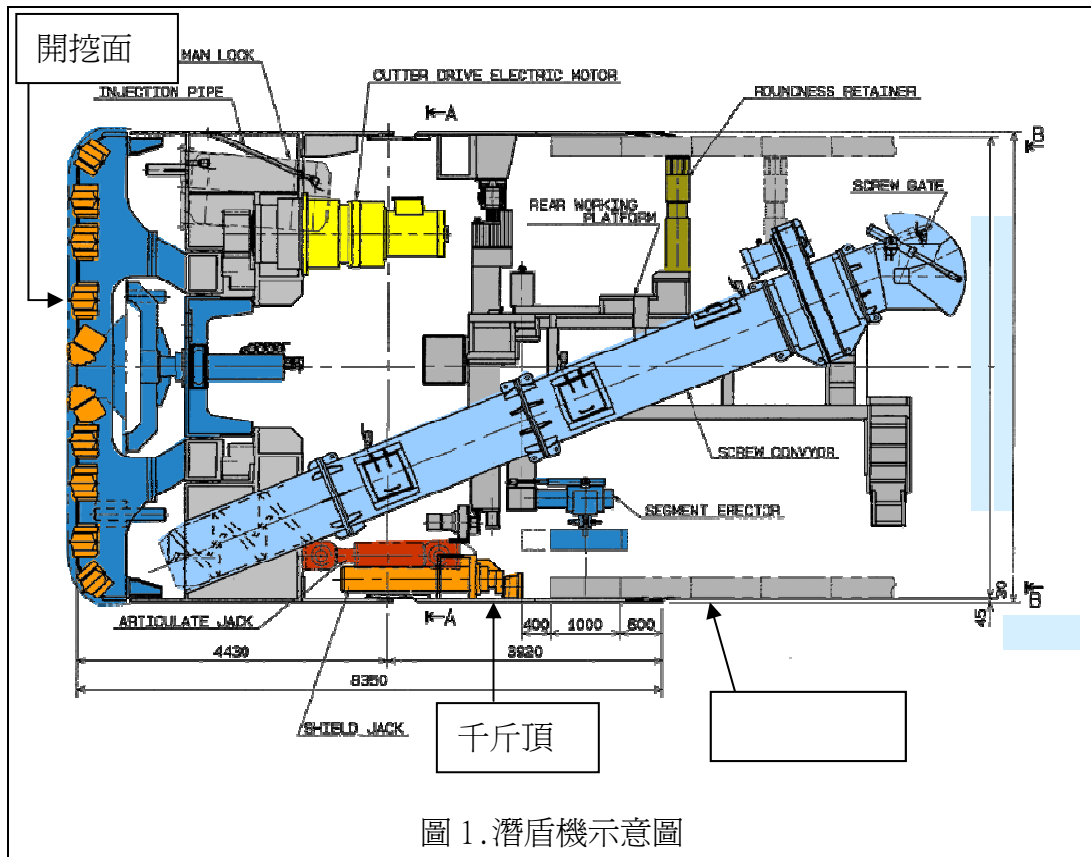 開挖面
MAN LOCK
INJECTION PIPE
CUTTER DRIVE ELECTRIC MOTOR
ROUNDNESS RETAINER
A
B
SCREW GATE
REAR WORKING
PLATFORM
SCREW CONVYOR
SEGMENT ERECTOR
ARTICULATE JACK
A
400
1000
600
30
45
B
4430
3920
8350
SHIELD JACK
千斤頂
圖 1.潛盾機示意圖